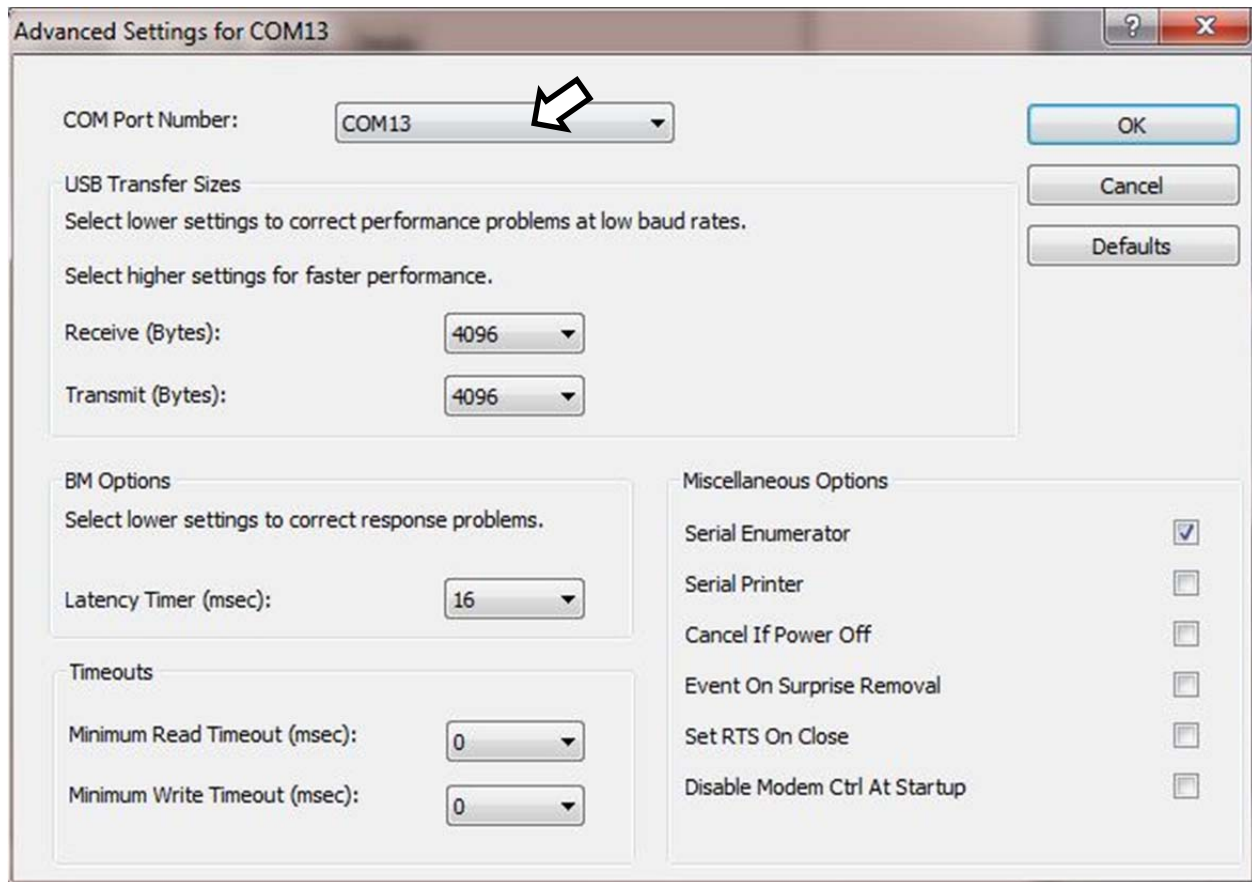 Advanced Settings for COM13
?
COM Port Number:
COM13
OK
USB Transfer Sizes
Cancel
Select lower settings to correct performance problems at low baud rates.
Defaults
Select higher settings for faster performance.
Receive (Bytes):
4096
Transmit (Bytes):
4096
BM Options
Select lower settings to correct response problems.
Latency Timer (msec):
16
Timeouts
Minimum Read Timeout (msec):
0
Minimum Write Timeout (msec):
0
Miscellaneous Options
Serial Enumerator
Serial Printer
Cancel If Power Off
Event On Surprise Removal
Set RTS On Close
Disable Modem Ctrl At Startup